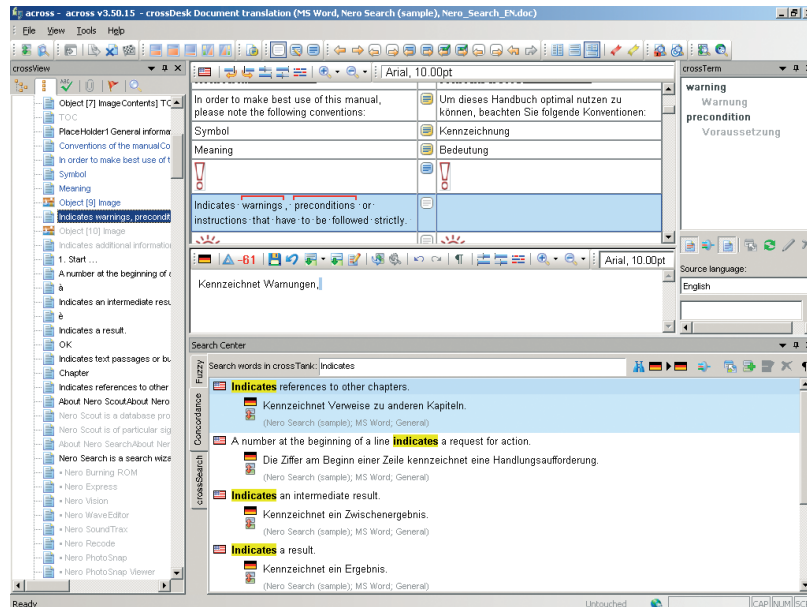 across - across v3.50.15 - crossDesk Document translation (MS Word, Nero Search (sample), Nero_Search_EN.doc)
File View Tools Help
crossView
Object [7] ImageContents] TC
TOC
PlaceHolder1 General informa
Conventions of the manualCo
In order to make best use of t
Symbol
Meaning
Object [9] Image
Indicates warnings, precondit
Object [10] Image
Indicates additional information
1. Start ...
A number at the beginning of a
à
Indicates an intermediate resu
è
Indicates a result.
OK
Indicates text passages or bu
Chapter
Indicates references to other
About Nero ScoutAbout Nero
Nero Scout is a database pro
Nero Scout is of particular sig
About Nero SearchAbout Ner
Nero Search is a search wiza
• Nero Burning ROM
• Nero Express
• Nero Vision
• Nero WaveEditor
• Nero SoundTrax
• Nero Recode
• Nero PhotoSnap
• Nero PhotoSnap Viewer
Arial, 10.00pt
In order to make best use of this manual,
please note the following conventions:
Um dieses Handbuch optimal nutzen zu
können, beachten Sie folgende Konventionen:
Symbol
Kennzeichnung
Meaning
Bedeutung
Indicates warnings, preconditions or
instructions that have to be followed strictly.
-61
Arial, 10.00pt
Kennzeichnet Warnungen,
crossTerm
warning
Warnung
precondition
Voraussetzung
Source language:
English
Search Center
Fuzzy
Concordance
crossSearch
Search words in crossTank: Indicates
Indicates references to other chapters.
Kennzeichnet Verweise zu anderen Kapiteln.
(Nero Search (sample); MS Word; General)
A number at the beginning of a line indicates a request for action.
Die Ziffer am Beginn einer Zeile kennzeichnet eine Handlungsaufforderung.
(Nero Search (sample); MS Word; General)
Indicates an intermediate result.
Kennzeichnet ein Zwischenergebnis.
(Nero Search (sample); MS Word; General)
Indicates a result.
Kennzeichnet ein Ergebnis.
(Nero Search (sample); MS Word; General)
Ready
Untouched
CAP NUM SC